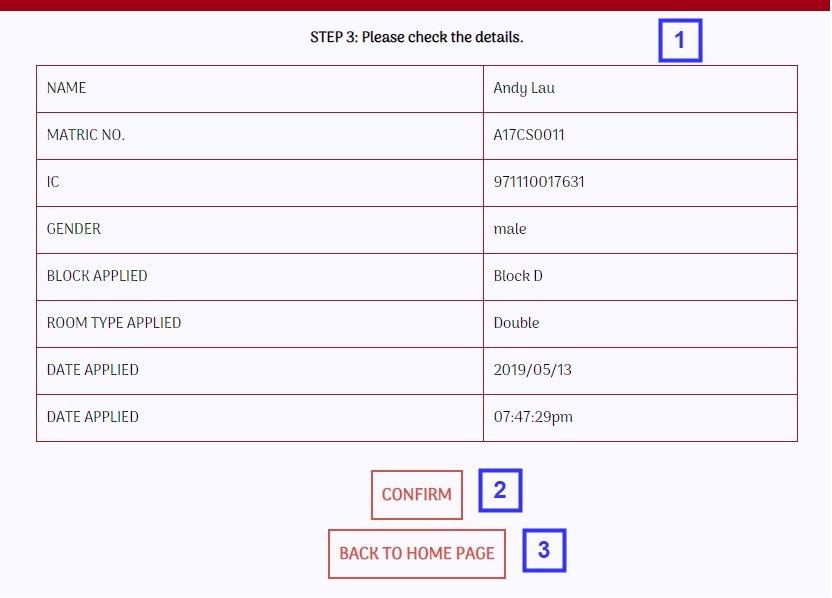 STEP 3: Please check the details.
1
NAME Andy Lau
MATRIC NO. A17CS0011
IC 971110017631
GENDER male
BLOCK APPLIED Block D
ROOM TYPE APPLIED Double
DATE APPLIED 2019/05/13
DATE APPLIED 07:47:29pm
CONFIRM 2
BACK TO HOME PAGE 3